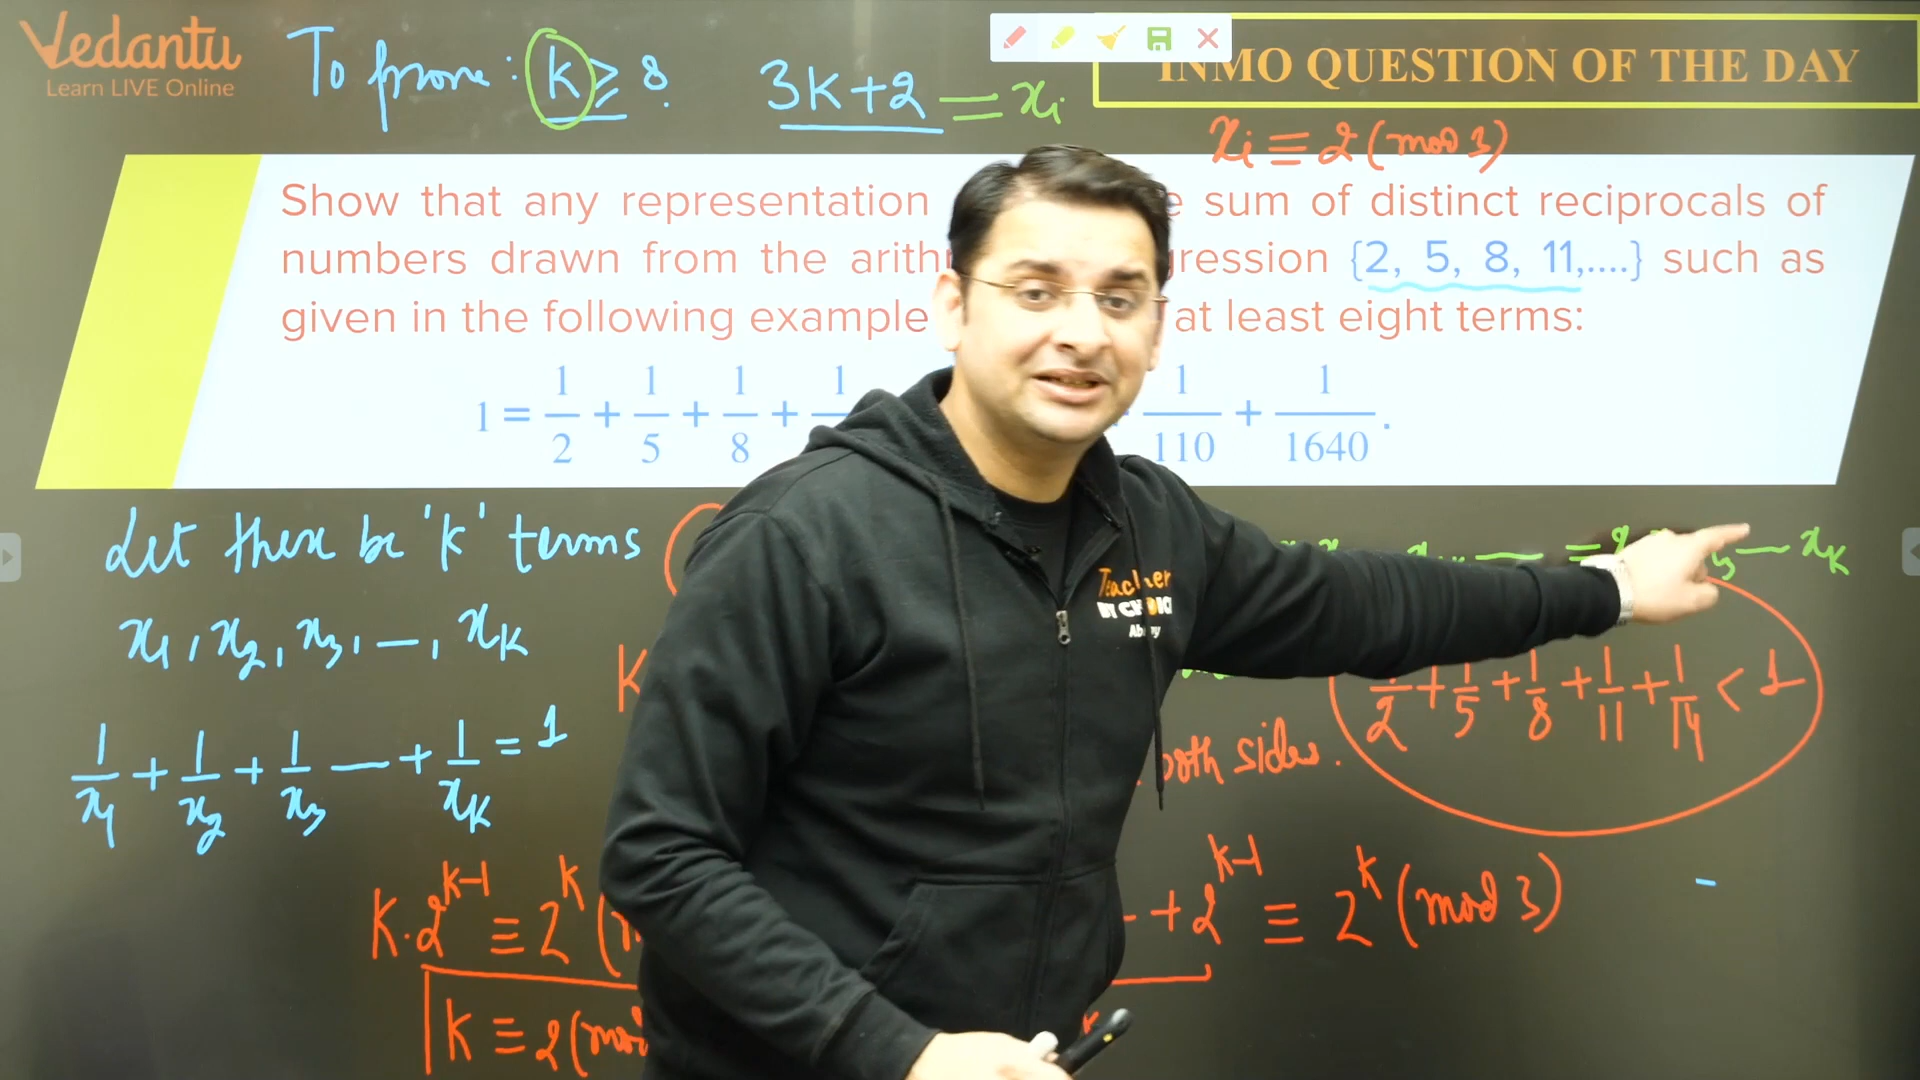 Vedantu
Learn LIVE Online
To prove: k ≥ 8. 3K+2 = xᵢ
INMO QUESTION OF THE DAY
xᵢ ≡ 2 (mod 3)
Show that any representation sum of distinct reciprocals of
numbers drawn from the {2, 5, 8, 11,....} such as
given in the following example at least eight terms:
1 = 1/2 + 1/5 + 1/8 + 1/110 + 1/1640.
Let there be 'k' terms
x₁, x₂, x₃, –, xₖ
1/x₁ + 1/x₂ + 1/x₃ — + 1/xₖ = 1
Teacher
BY CHOICE
both sides.
1/2 + 1/5 + 1/8 + 1/11 + 1/14 < 1
K·2^(k-1) ≡ 2^k + 2^(k-1) ≡ 2^k (mod 3)
k ≡ 2 (mod